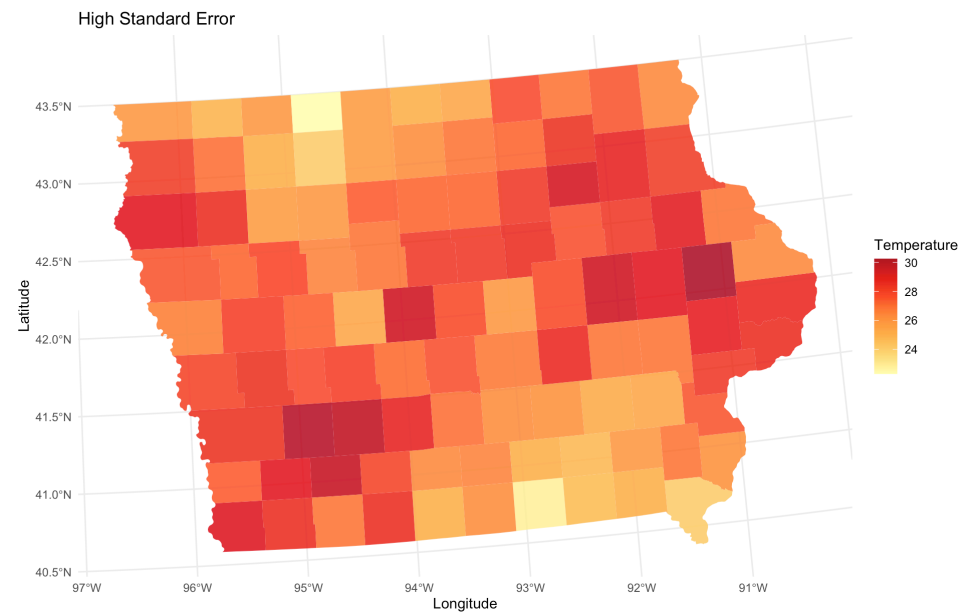 High Standard Error
43.5°N
43.0°N
42.5°N
42.0°N
41.5°N
41.0°N
40.5°N
Latitude
97°W 96°W 95°W 94°W 93°W 92°W 91°W
Longitude
Temperature
30
28
26
24